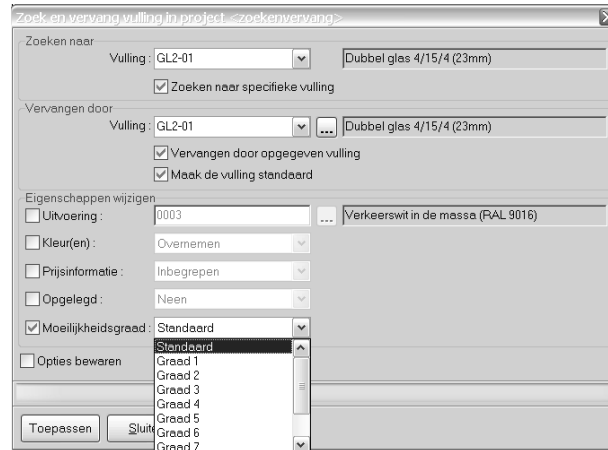 Zoek en vervang vulling in project <zoekenvervang>
Zoeken naar
Vulling : GL2-01 Dubbel glas 4/15/4 (23mm)
Zoeken naar specifieke vulling
Vervangen door
Vulling : GL2-01 ... Dubbel glas 4/15/4 (23mm)
Vervangen door opgegeven vulling
Maak de vulling standaard
Eigenschappen wijzigen
Uitvoering : 0003 ... Verkeerswit in de massa (RAL 9016)
Kleur(en) : Overnemen
Prijsinformatie : Inbegrepen
Opgelegd : Neen
Moeilijkheidsgraad : Standaard
Standaard
Opties bewaren Graad 1
Graad 2
Graad 3
Graad 4
Graad 5
Toepassen Sluite Graad 6
Graad 7